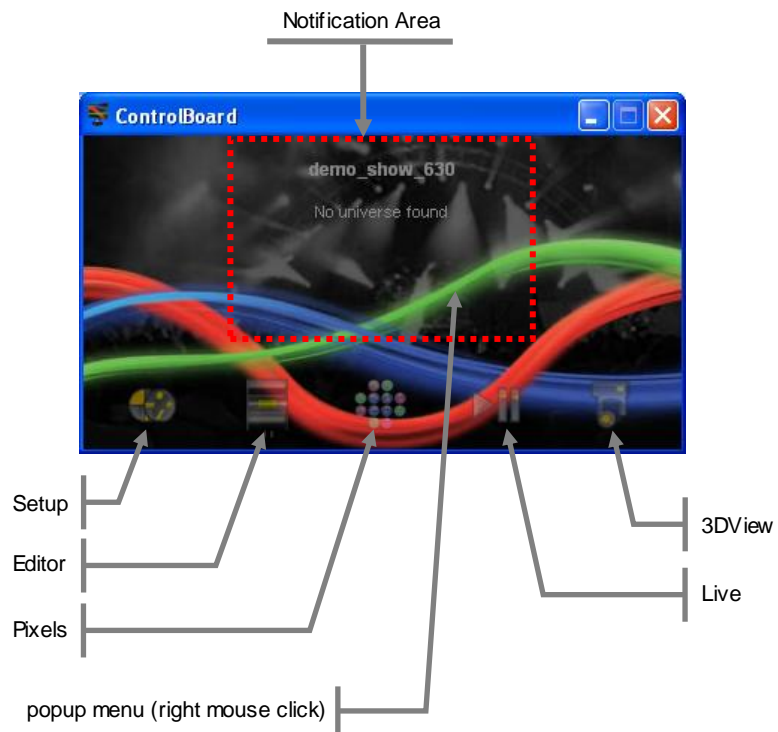 Notification Area
ControlBoard
demo_show_630
No universe found
Setup
3DView
Editor
Live
Pixels
popup menu (right mouse click)